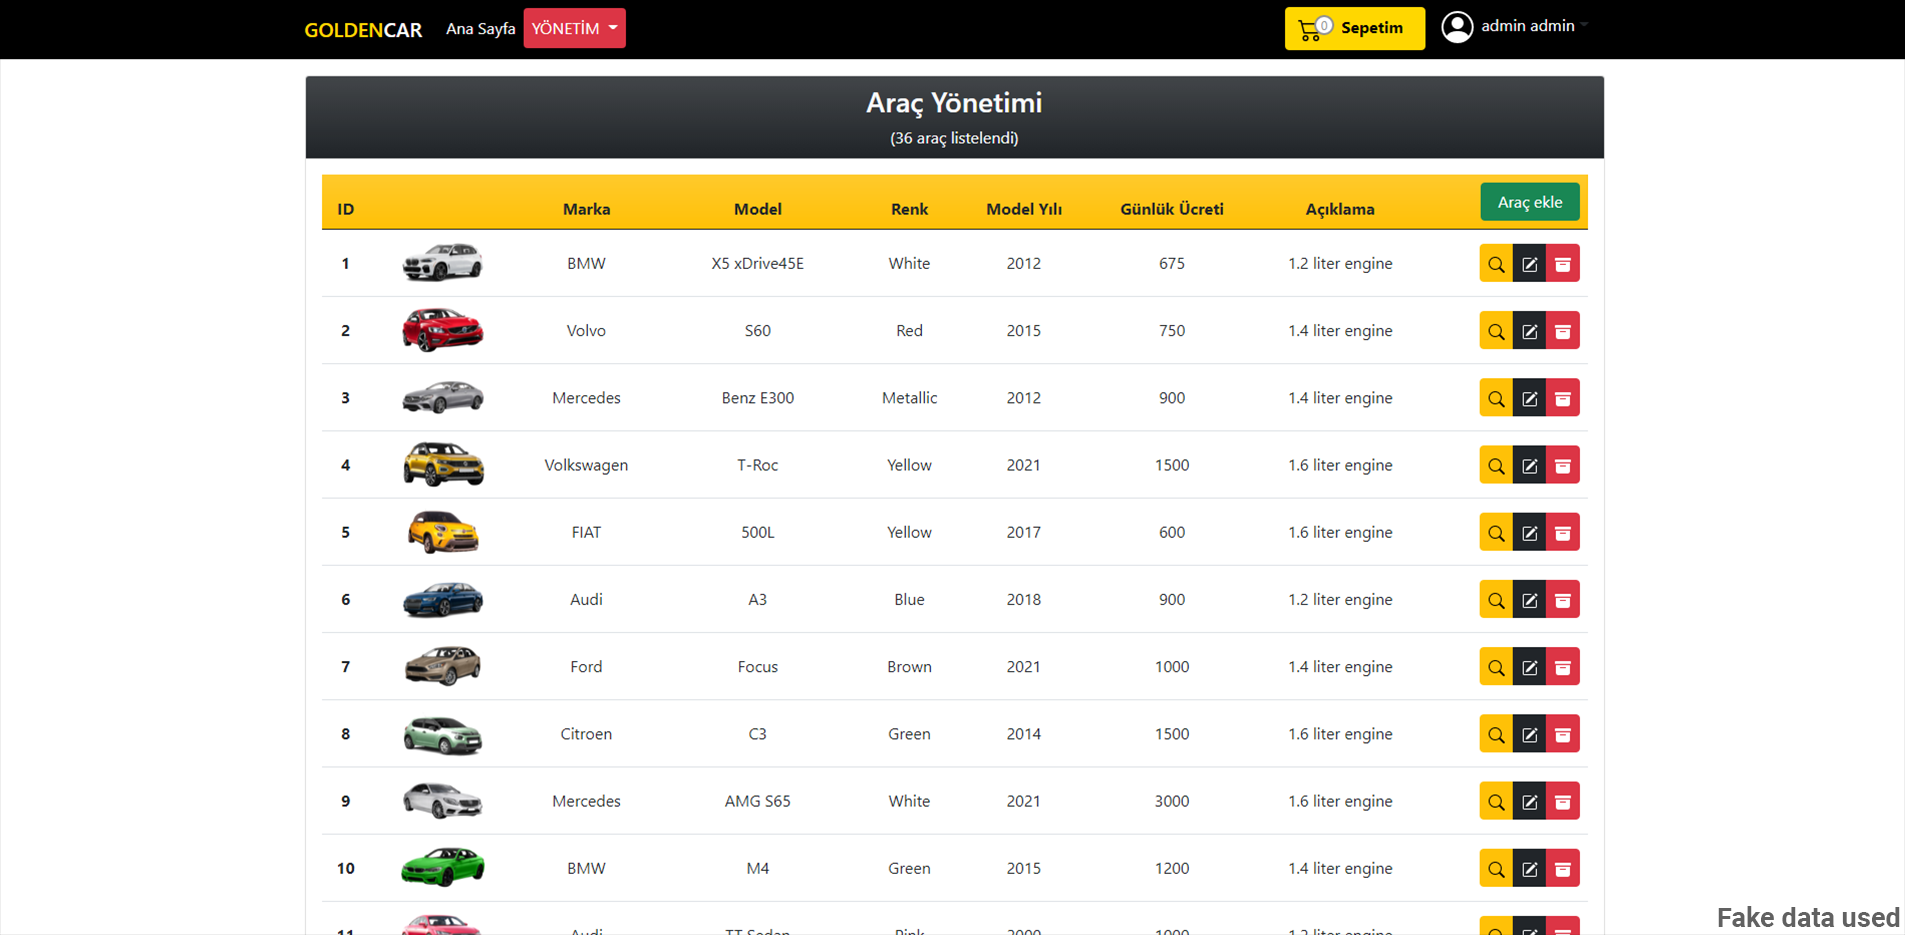 GOLDENCAR Ana Sayfa YÖNETİM 0 Sepetim admin admin
Araç Yönetimi
(36 araç listelendi)
ID Marka Model Renk Model Yılı Günlük Ücreti Açıklama Araç ekle
1 BMW X5 xDrive45E White 2012 675 1.2 liter engine
2 Volvo S60 Red 2015 750 1.4 liter engine
3 Mercedes Benz E300 Metallic 2012 900 1.4 liter engine
4 Volkswagen T-Roc Yellow 2021 1500 1.6 liter engine
5 FIAT 500L Yellow 2017 600 1.6 liter engine
6 Audi A3 Blue 2018 900 1.2 liter engine
7 Ford Focus Brown 2021 1000 1.4 liter engine
8 Citroen C3 Green 2014 1500 1.6 liter engine
9 Mercedes AMG S65 White 2021 3000 1.6 liter engine
10 BMW M4 Green 2015 1200 1.4 liter engine
11 Audi TT Sedan Pink
Fake data used